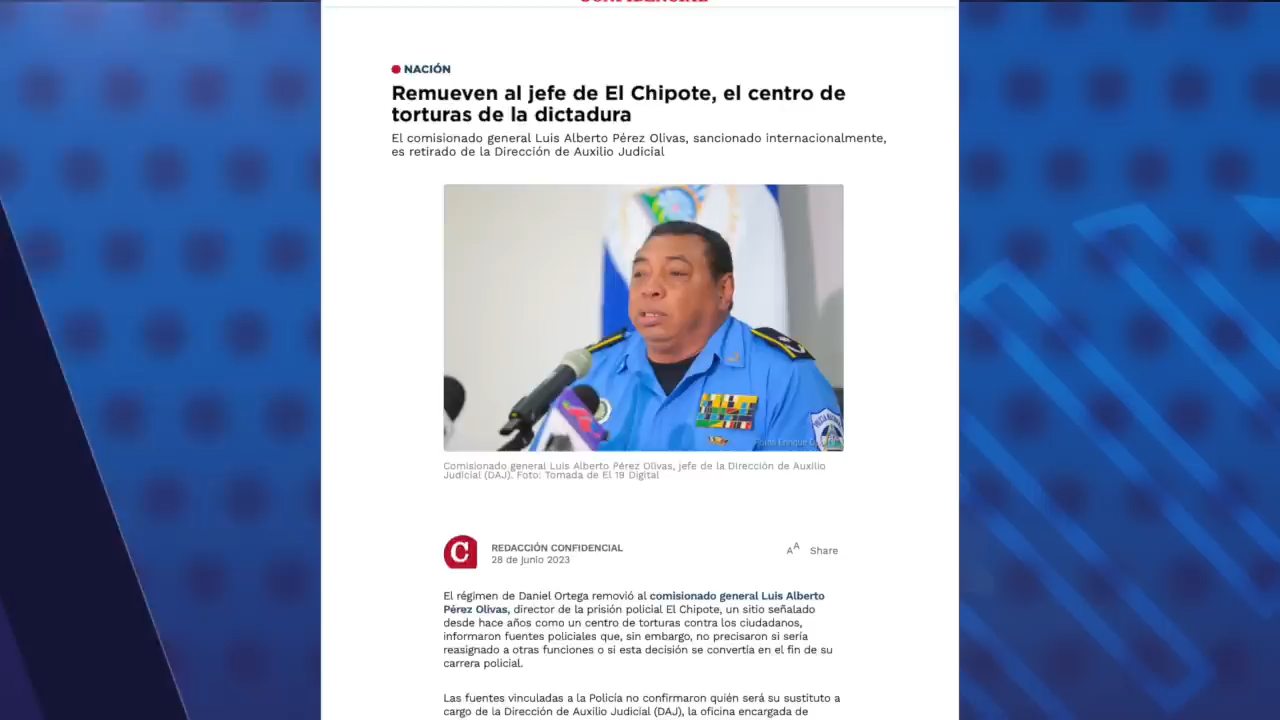 CONFIDENCIAL
NACIÓN
Remueven al jefe de El Chipote, el centro de
torturas de la dictadura
El comisionado general Luis Alberto Pérez Olivas, sancionado internacionalmente,
es retirado de la Dirección de Auxilio Judicial
Comisionado general Luis Alberto Pérez Olivas, jefe de la Dirección de Auxilio
Judicial (DAJ). Foto: Tomada de El 19 Digital
C
REDACCIÓN CONFIDENCIAL
28 de junio 2023
AA Share
El régimen de Daniel Ortega removió al comisionado general Luis Alberto
Pérez Olivas, director de la prisión policial El Chipote, un sitio señalado
desde hace años como un centro de torturas contra los ciudadanos,
informaron fuentes policiales que, sin embargo, no precisaron si sería
reasignado a otras funciones o si esta decisión se convertía en el fin de su
carrera policial.
Las fuentes vinculadas a la Policía no confirmaron quién será su sustituto a
cargo de la Dirección de Auxilio Judicial (DAJ), la oficina encargada de